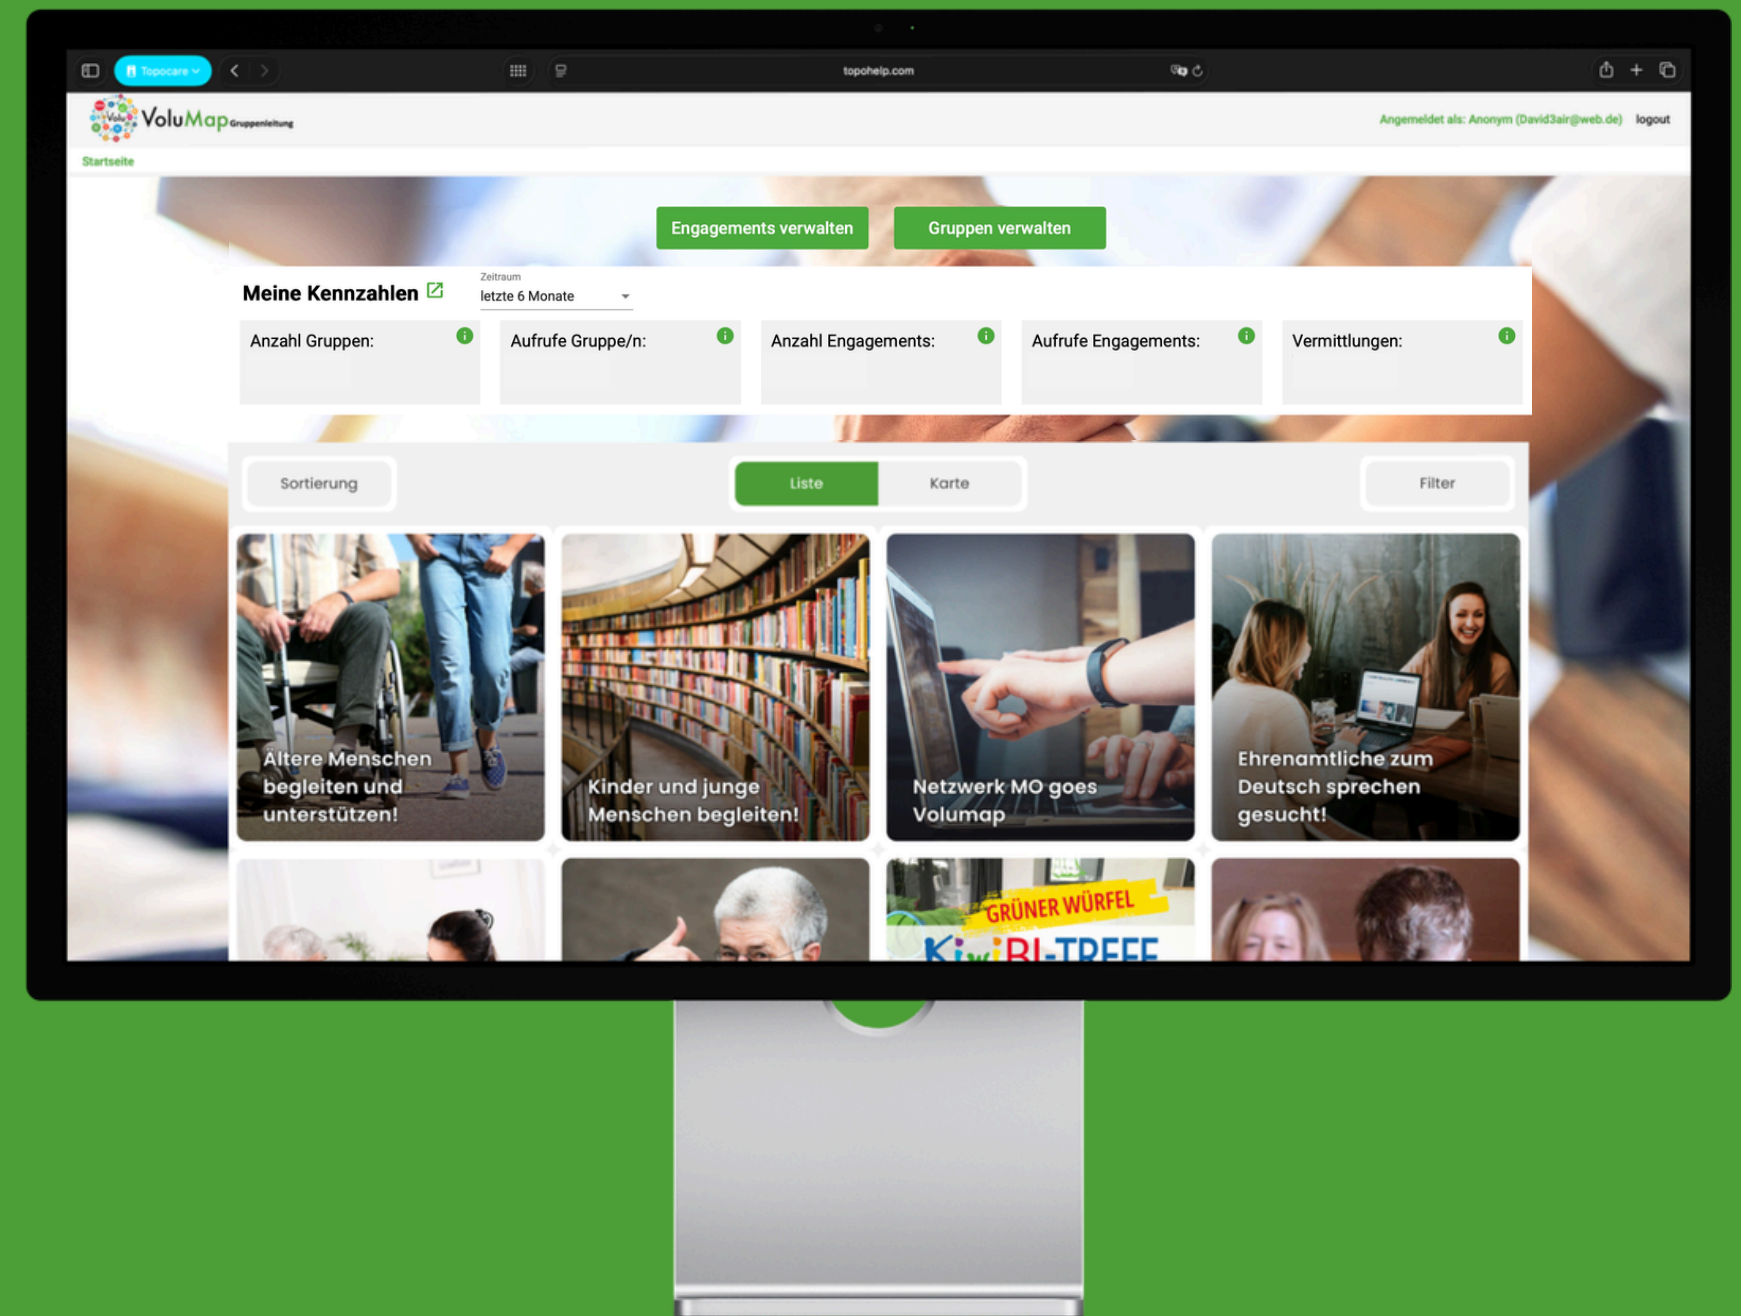 Topocare
topohelp.com
Volu
VoluMap Gruppenleitung
Angemeldet als: Anonym (David3air@web.de) logout
Startseite
Engagements verwalten
Gruppen verwalten
Meine Kennzahlen
Zeitraum
letzte 6 Monate
Anzahl Gruppen:
Aufrufe Gruppe/n:
Anzahl Engagements:
Aufrufe Engagements:
Vermittlungen:
Sortierung
Liste
Karte
Filter
Ältere Menschen
begleiten und
unterstützen!
Kinder und junge
Menschen begleiten!
Netzwerk MO goes
Volumap
Ehrenamtliche zum
Deutsch sprechen
gesucht!
GRÜNER WÜRFEL
KiwiBI-TREFF